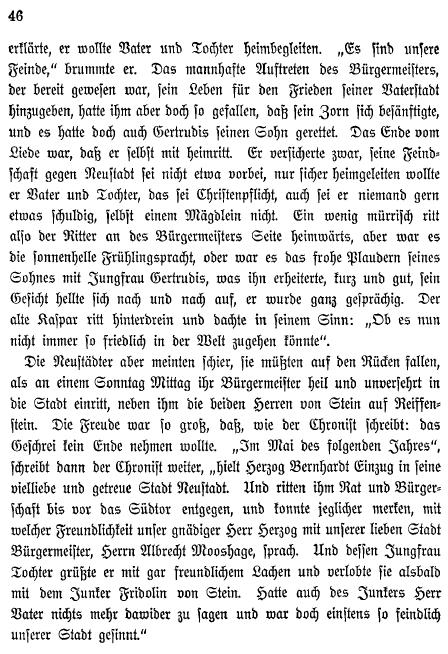 46
erklärte, er wollte Vater und Tochter heimbegleiten. „Es sind unsere
Feinde,“ brummte er. Das mannhafte Auftreten des Bürgermeisters,
der bereit gewesen war, sein Leben für den Frieden seiner Vaterstadt
hinzugeben, hatte ihm aber doch so gefallen, daß sein Zorn sich besänftigte,
und es hatte doch auch Gertrudis seinen Sohn gerettet. Das Ende vom
Liede war, daß er selbst mit heimritt. Er versicherte zwar, seine Feind-
schaft gegen Neustadt sei nicht etwa vorbei, nur sicher heimgeleiten wollte
er Vater und Tochter, das sei Christenpflicht, auch sei er niemand gern
etwas schuldig, selbst einem Mägdlein nicht. Ein wenig mürrisch ritt
also der Ritter an des Bürgermeisters Seite heimwärts, aber war es
die sonnenhelle Frühlingspracht, oder war es das frohe Plaudern seines
Sohnes mit Jungfrau Gertrudis, was ihn erheiterte, kurz und gut, sein
Gesicht hellte sich nach und nach auf, er wurde ganz gesprächig. Der
alte Kaspar ritt hinterdrein und dachte in seinem Sinn: „Ob es nun
nicht immer so friedlich in der Welt zugehen könnte“.
Die Neustädter aber meinten schier, sie müßten auf den Rücken fallen,
als an einem Sonntag Mittag ihr Bürgermeister heil und unversehrt in
die Stadt einritt, neben ihm die beiden Herren von Stein auf Reiffen-
stein. Die Freude war so groß, daß, wie der Chronist schreibt: das
Geschrei kein Ende nehmen wollte. „Im Mai des folgenden Jahres“,
schreibt dann der Chronist weiter, „hielt Herzog Bernhardt Einzug in seine
vielliebe und getreue Stadt Neustadt. Und ritten ihm Rat und Bürger-
schaft bis vor das Südtor entgegen, und konnte jeglicher merken, mit
welcher Freundlichkeit unser gnädiger Herr Herzog mit unserer lieben Stadt
Bürgermeister, Herrn Albrecht Mooshage, sprach. Und dessen Jungfrau
Tochter grüßte er mit gar freundlichem Lachen und verlobte sie alsbald
mit dem Junker Fridolin von Stein. Hatte auch des Junkers Herr
Vater nichts mehr dawider zu sagen und war doch einstens so feindlich
unserer Stadt gesinnt.“